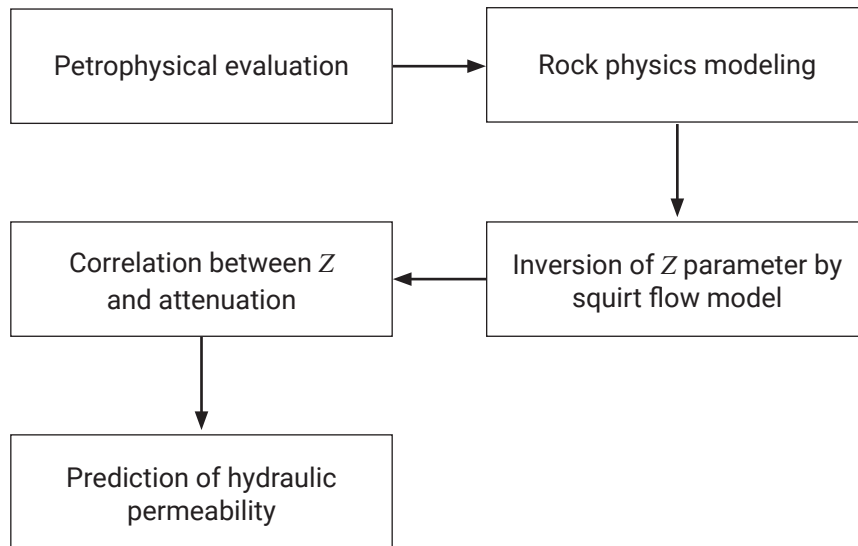 Petrophysical evaluation
Rock physics modeling
Inversion of Z parameter by
squirt flow model
Correlation between Z
and attenuation
Prediction of hydraulic
permeability